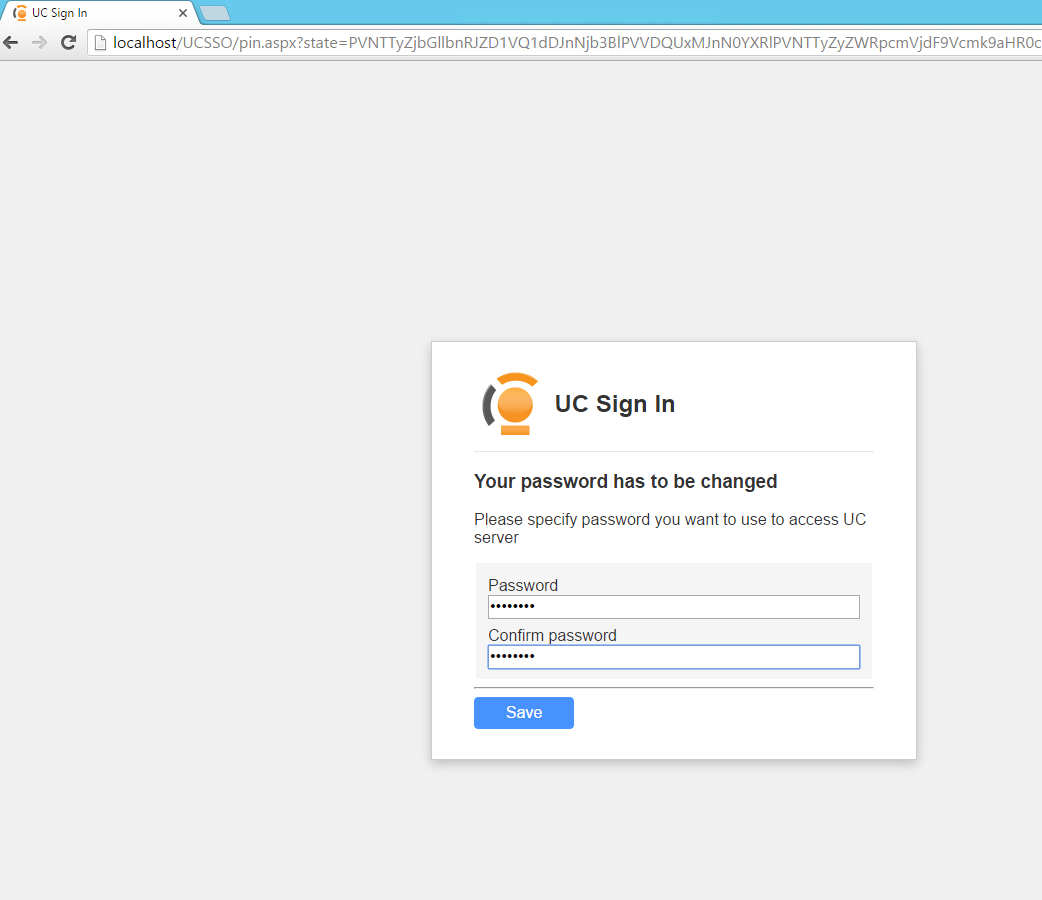 UC Sign In
localhost/UCSSO/pin.aspx?state=PVNTTyZjbGllbnRJZD1VQ1dDJnNjb3BlPVVDQUxMJnN0YXRlPVNTTyZyZWRpcmVjdF9Vcmk9aHR0c
UC Sign In
Your password has to be changed
Please specify password you want to use to access UC
server
Password
••••••••
Confirm password
••••••••
Save